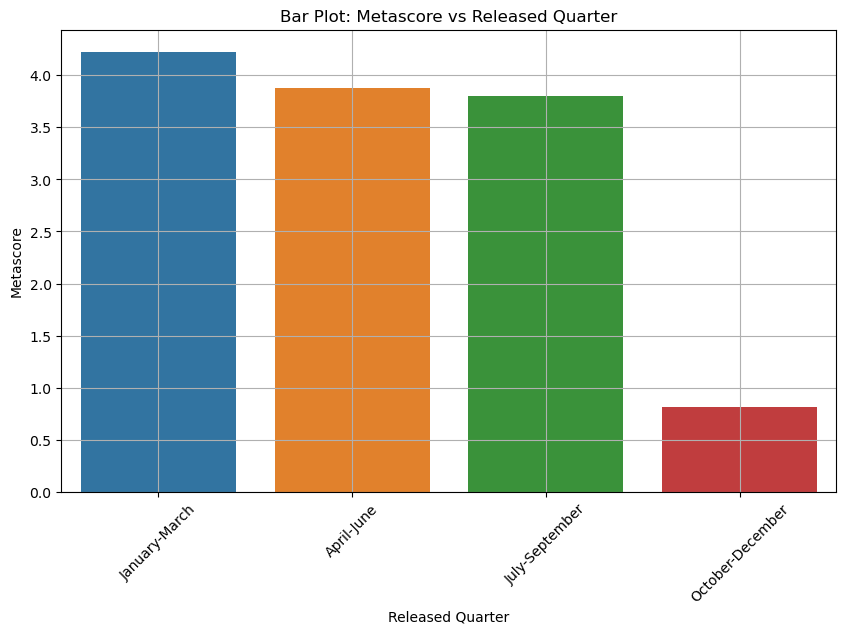 Bar Plot: Metascore vs Released Quarter
4.0
3.5
3.0
2.5
2.0
1.5
1.0
0.5
0.0
Metascore
January-March
April-June
July-September
October-December
Released Quarter